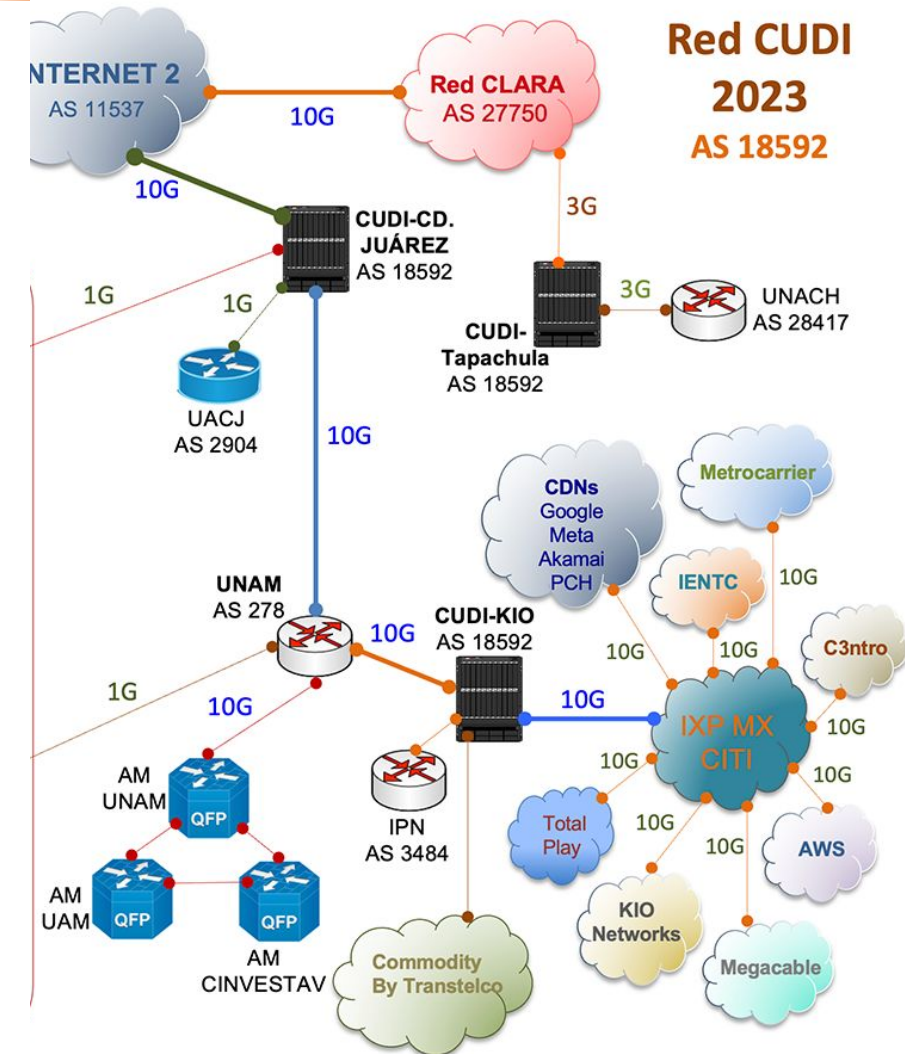 Red CUDI
2023
AS 18592
NTERNET 2
AS 11537
10G
Red CLARA
AS 27750
10G
3G
CUDI-CD.
JUÁREZ
AS 18592
1G
1G
UACJ
AS 2904
10G
CUDI-
Tapachula
AS 18592
3G
UNACH
AS 28417
UNAM
AS 278
10G
1G
10G
CUDI-KIO
AS 18592
10G
IPN
AS 3484
CDNs
Google
Meta
Akamai
PCH
10G
IENTC
10G
Metrocarrier
10G
C3ntro
10G
IXP MX
CITI
10G
AWS
10G
Total
Play
10G
KIO
Networks
10G
Megacable
AM
UNAM
QFP
AM
UAM
QFP
QFP
AM
CINVESTAV
Commodity
By Transtelco